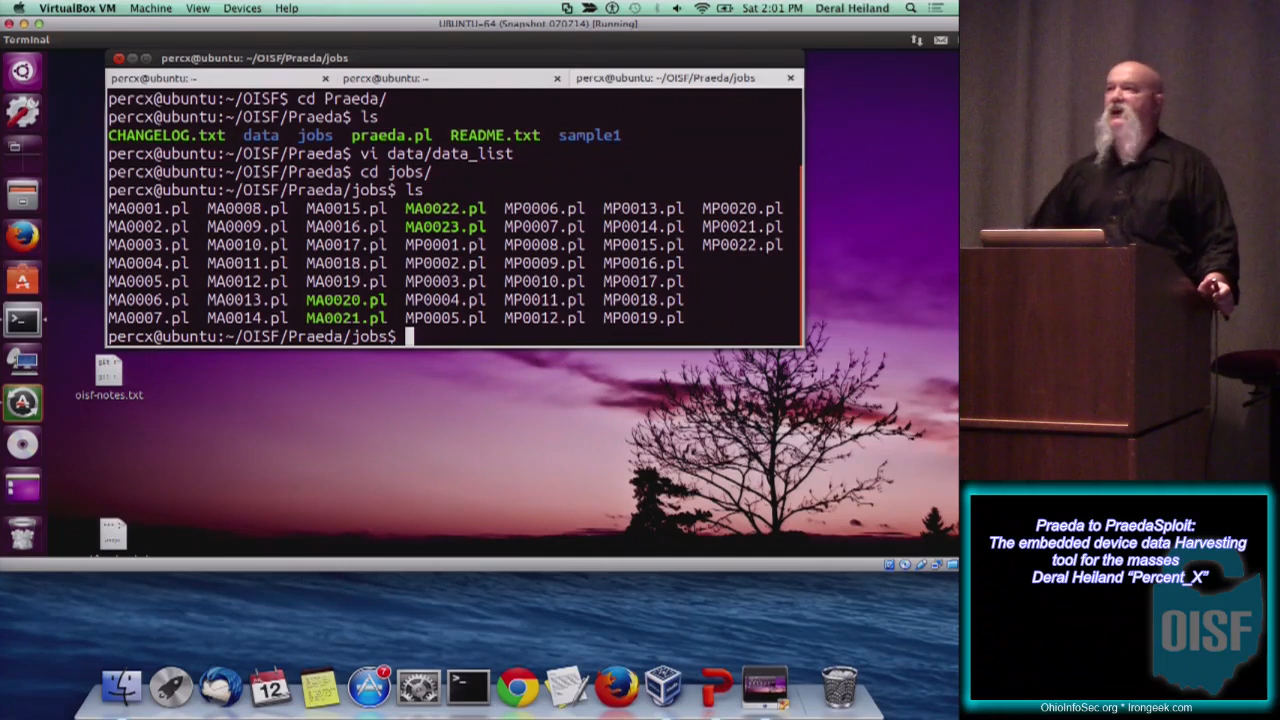 VirtualBox VM Machine View Devices Help Sat 2:01 PM Deral Heiland
UBUNTU-64 (Snapshot 070714) [Running]
Terminal
percx@ubuntu: ~/OISF/Praeda/jobs
percx@ubuntu: ~ × percx@ubuntu: ~ × percx@ubuntu: ~/OISF/Praeda/jobs ×
percx@ubuntu:~/OISF$ cd Praeda/
percx@ubuntu:~/OISF/Praeda$ ls
CHANGELOG.txt data jobs praeda.pl README.txt sample1
percx@ubuntu:~/OISF/Praeda$ vi data/data_list
percx@ubuntu:~/OISF/Praeda$ cd jobs/
percx@ubuntu:~/OISF/Praeda/jobs$ ls
MA0001.pl MA0008.pl MA0015.pl MA0022.pl MP0006.pl MP0013.pl MP0020.pl
MA0002.pl MA0009.pl MA0016.pl MA0023.pl MP0007.pl MP0014.pl MP0021.pl
MA0003.pl MA0010.pl MA0017.pl MP0001.pl MP0008.pl MP0015.pl MP0022.pl
MA0004.pl MA0011.pl MA0018.pl MP0002.pl MP0009.pl MP0016.pl
MA0005.pl MA0012.pl MA0019.pl MP0003.pl MP0010.pl MP0017.pl
MA0006.pl MA0013.pl MA0020.pl MP0004.pl MP0011.pl MP0018.pl
MA0007.pl MA0014.pl MA0021.pl MP0005.pl MP0012.pl MP0019.pl
percx@ubuntu:~/OISF/Praeda/jobs$
oisf-notes.txt
12
7
Praeda to PraedaSploit:
The embedded device data Harvesting
tool for the masses
Deral Heiland “Percent_X”
OISF
OhioInfoSec.org * Irongeek.com